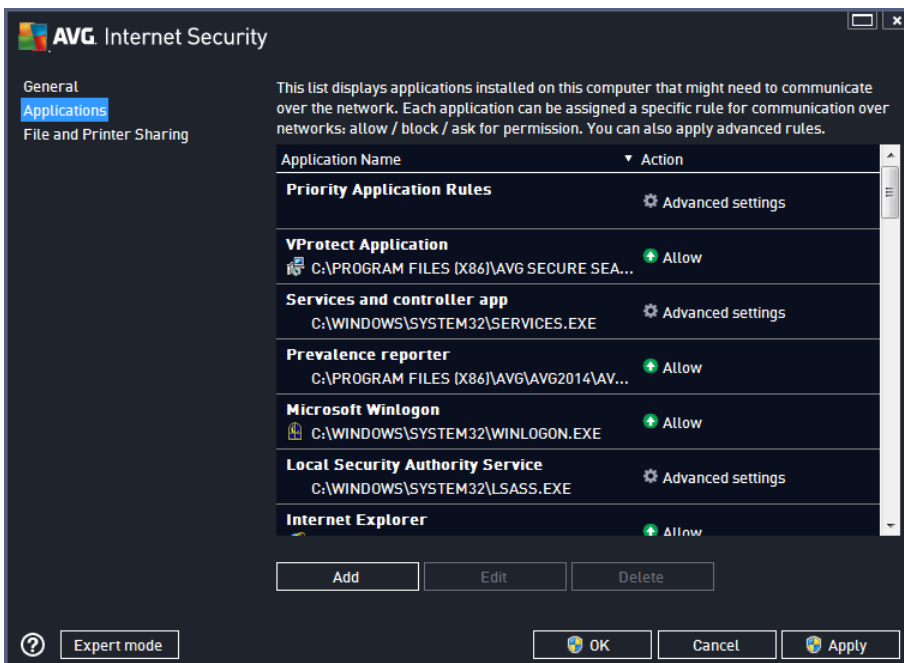 AVG. Internet Security
General
Applications
File and Printer Sharing
This list displays applications installed on this computer that might need to communicate
over the network. Each application can be assigned a specific rule for communication over
networks: allow / block / ask for permission. You can also apply advanced rules.
Application Name Action
Priority Application Rules
Advanced settings
VProtect Application
C:\PROGRAM FILES (X86)\AVG SECURE SEA... Allow
Services and controller app
C:\WINDOWS\SYSTEM32\SERVICES.EXE Advanced settings
Prevalence reporter
C:\PROGRAM FILES (X86)\AVG\AVG2014\AV... Allow
Microsoft Winlogon
C:\WINDOWS\SYSTEM32\WINLOGON.EXE Allow
Local Security Authority Service
C:\WINDOWS\SYSTEM32\LSASS.EXE Advanced settings
Internet Explorer
Allow
Add Edit Delete
Expert mode OK Cancel Apply